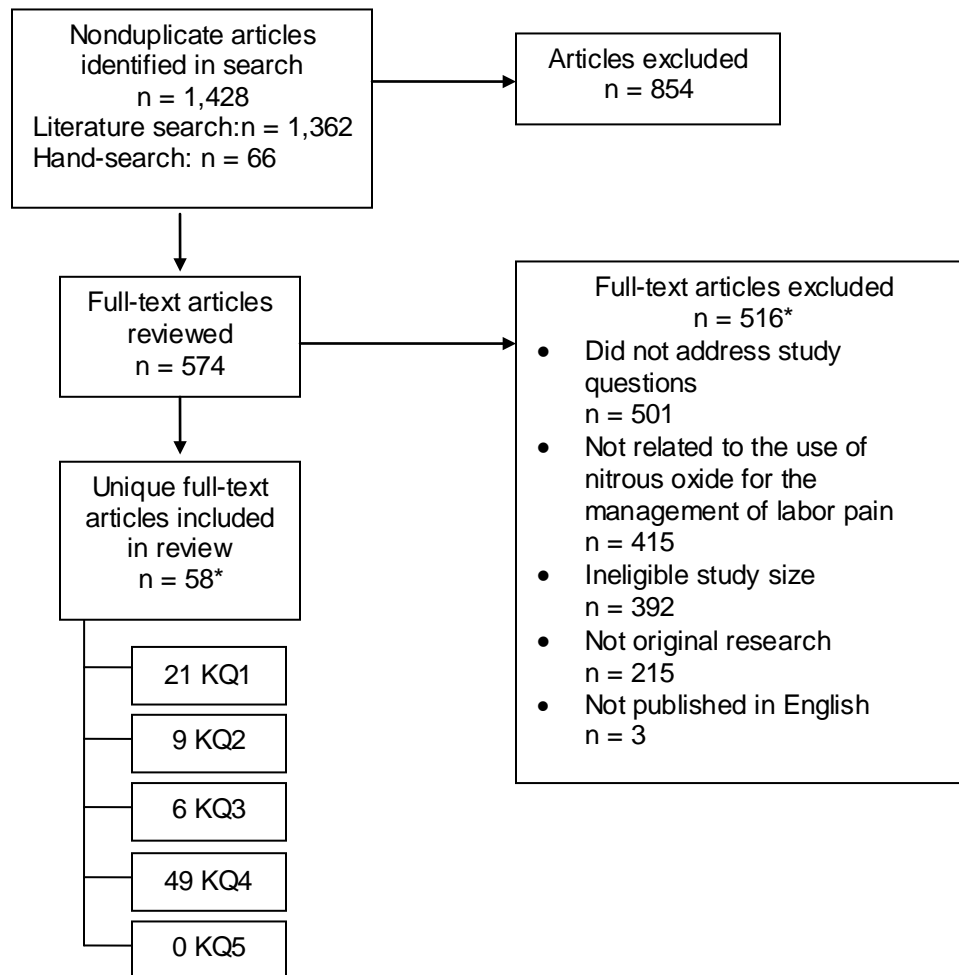 Nonduplicate articles
identified in search
n = 1,428
Literature search:n = 1,362
Hand-search: n = 66
Articles excluded
n = 854
Full-text articles
reviewed
n = 574
Full-text articles excluded
n = 516*
• Did not address study
questions
n = 501
• Not related to the use of
nitrous oxide for the
management of labor pain
n = 415
• Ineligible study size
n = 392
• Not original research
n = 215
• Not published in English
n = 3
Unique full-text
articles included
in review
n = 58*
21 KQ1
9 KQ2
6 KQ3
49 KQ4
0 KQ5